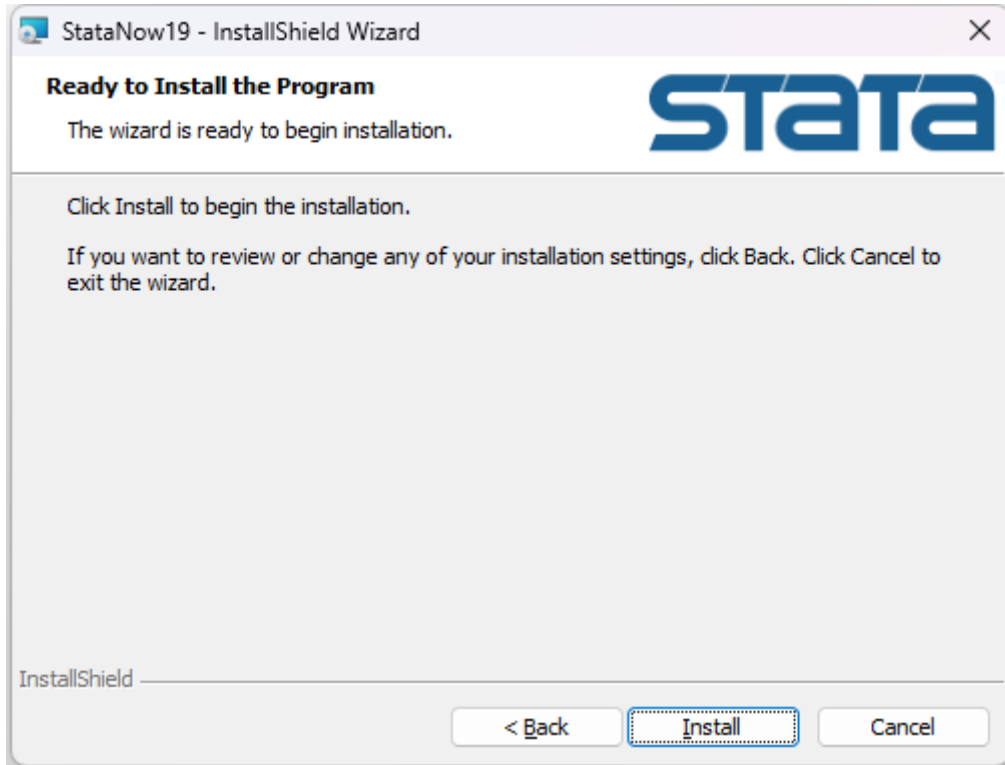 StataNow19 - InstallShield Wizard
Ready to Install the Program
The wizard is ready to begin installation.
stata
Click Install to begin the installation.
If you want to review or change any of your installation settings, click Back. Click Cancel to
exit the wizard.
InstallShield
< Back
Install
Cancel